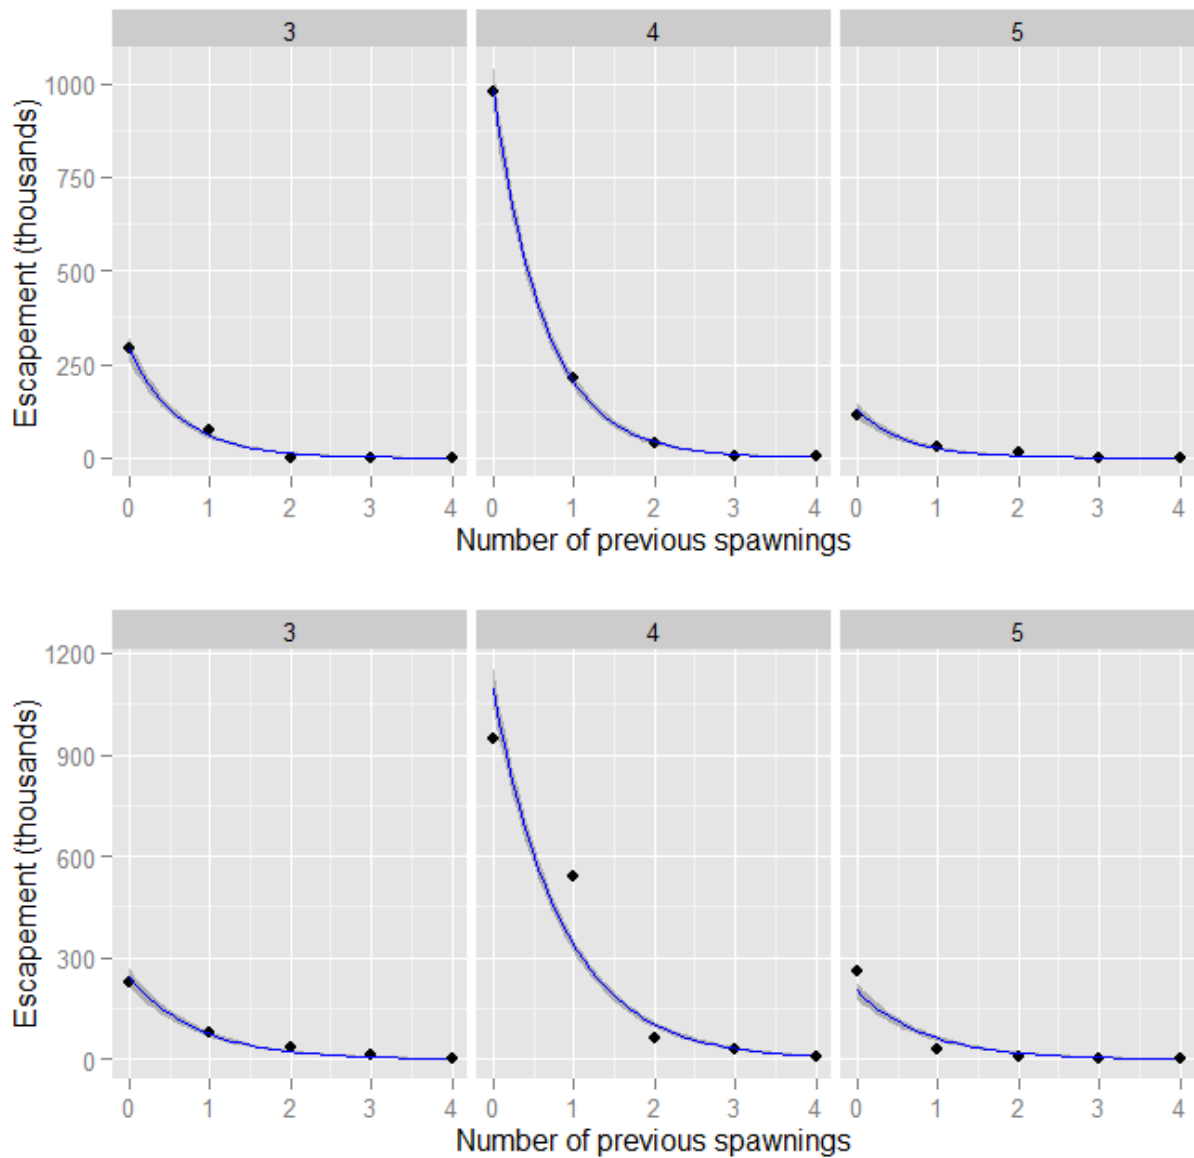 3 4 5
Escapement (thousands)
1000
750
500
250
0
0 1 2 3 4 0 1 2 3 4 0 1 2 3 4
Number of previous spawnings
3 4 5
Escapement (thousands)
1200
900
600
300
0
0 1 2 3 4 0 1 2 3 4 0 1 2 3 4
Number of previous spawnings